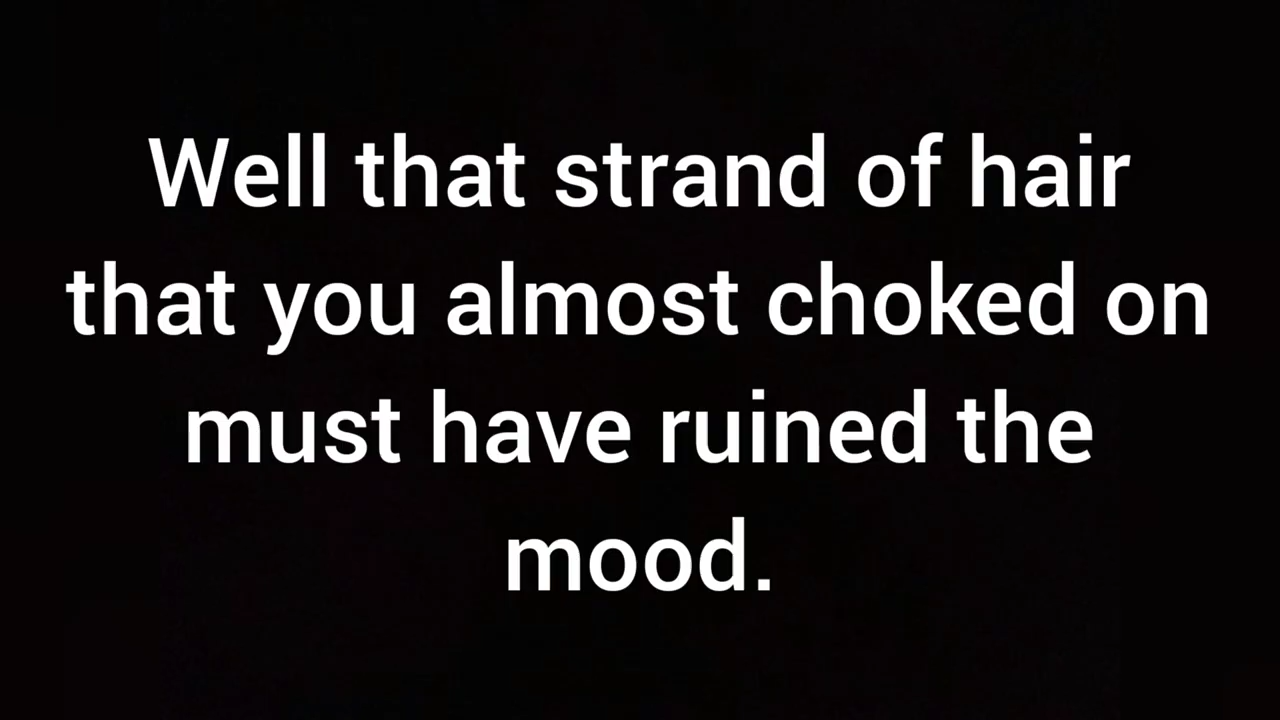 Well that strand of hair
that you almost choked on
must have ruined the
mood.